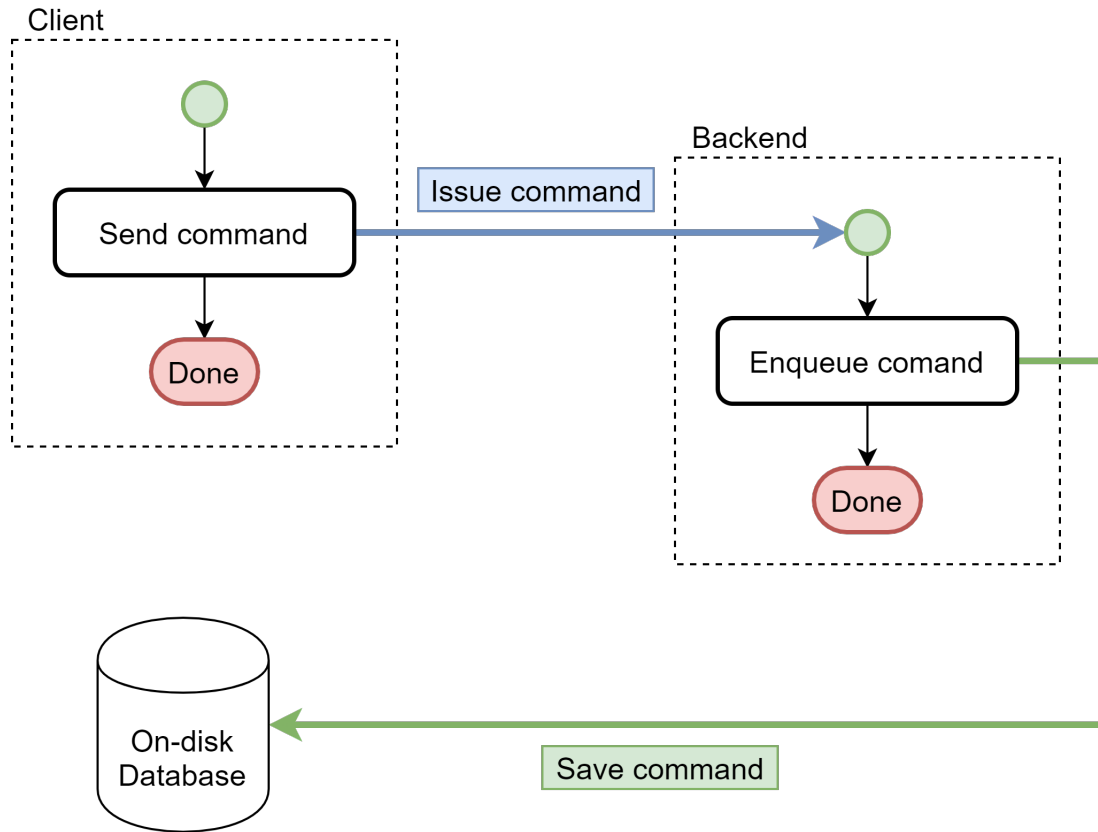 Client
Backend
Issue command
Send command
Enqueue comand
Done
Done
On-disk
Database
Save command